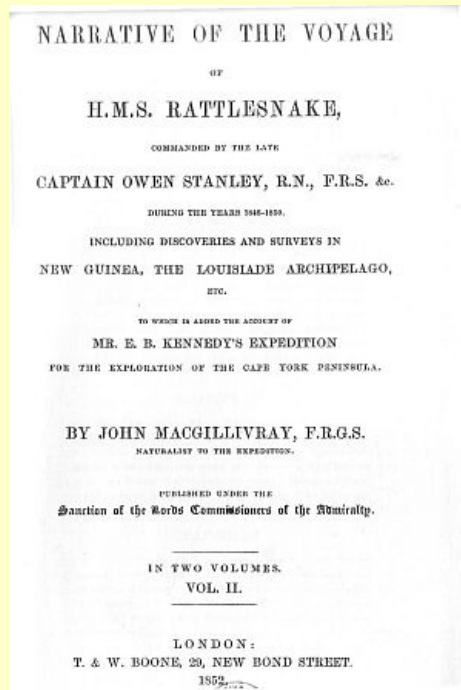 NARRATIVE OF THE VOYAGE
OF
H.M.S. RATTLESNAKE,
COMMANDED BY THE LATE
CAPTAIN OWEN STANLEY, R.N., F.R.S. &c.
DURING THE YEARS 1846-1850.
INCLUDING DISCOVERIES AND SURVEYS IN
NEW GUINEA, THE LOUISIADE ARCHIPELAGO,
ETC.
TO WHICH IS ADDED THE ACCOUNT OF
MR. E. B. KENNEDY'S EXPEDITION
FOR THE EXPLORATION OF THE CAPE YORK PENINSULA.
BY JOHN MACGILLIVRAY, F.R.G.S.
NATURALIST TO THE EXPEDITION.
PUBLISHED UNDER THE
Sanction of the Lords Commissioners of the Admiralty.
IN TWO VOLUMES.
VOL. II.
LONDON:
T. & W. BOONE, 29, NEW BOND STREET.
1852.